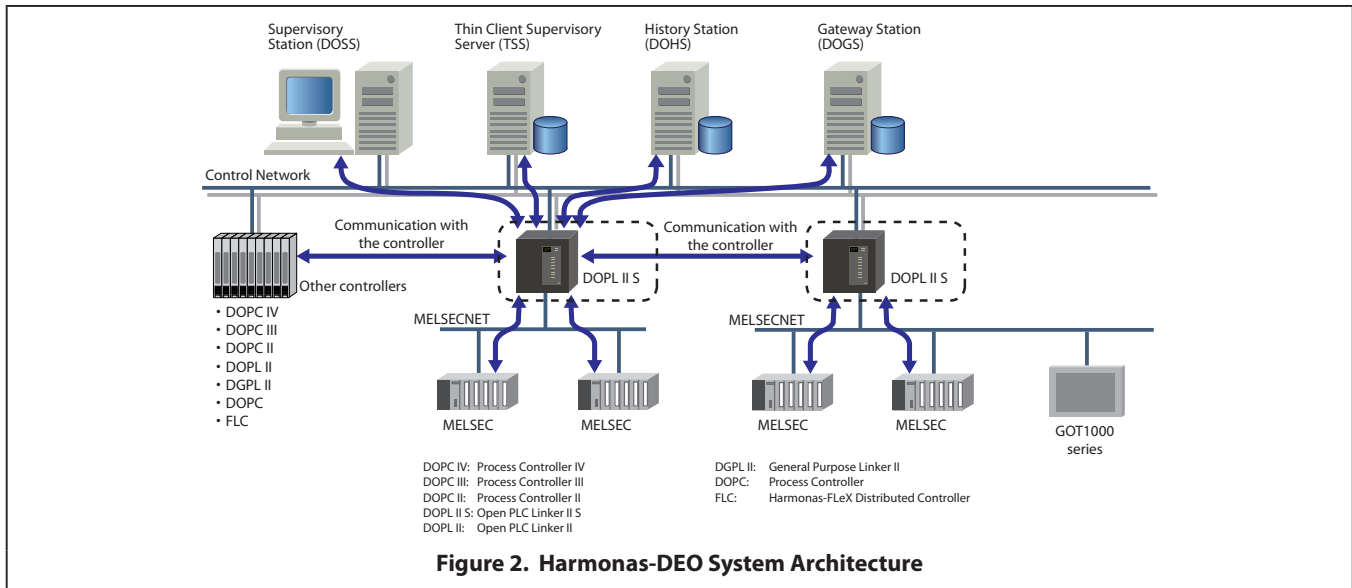 Supervisory
Station (DOSS)
Thin Client Supervisory
Server (TSS)
History Station
(DOHS)
Gateway Station
(DOGS)
Control Network
Communication with
the controller
Communication with
the controller
DOPL II S
DOPL II S
Other controllers
• DOPC IV
• DOPC III
• DOPC II
• DOPL II
• DGPL II
• DOPC
• FLC
MELSECNET
MELSECNET
MELSEC
MELSEC
MELSEC
MELSEC
GOT1000
series
DOPC IV: Process Controller IV
DOPC III: Process Controller III
DOPC II: Process Controller II
DOPL II S: Open PLC Linker II S
DOPL II: Open PLC Linker II
DGPL II: General Purpose Linker II
DOPC: Process Controller
FLC: Harmonas-FLeX Distributed Controller
Figure 2. Harmonas-DEO System Architecture